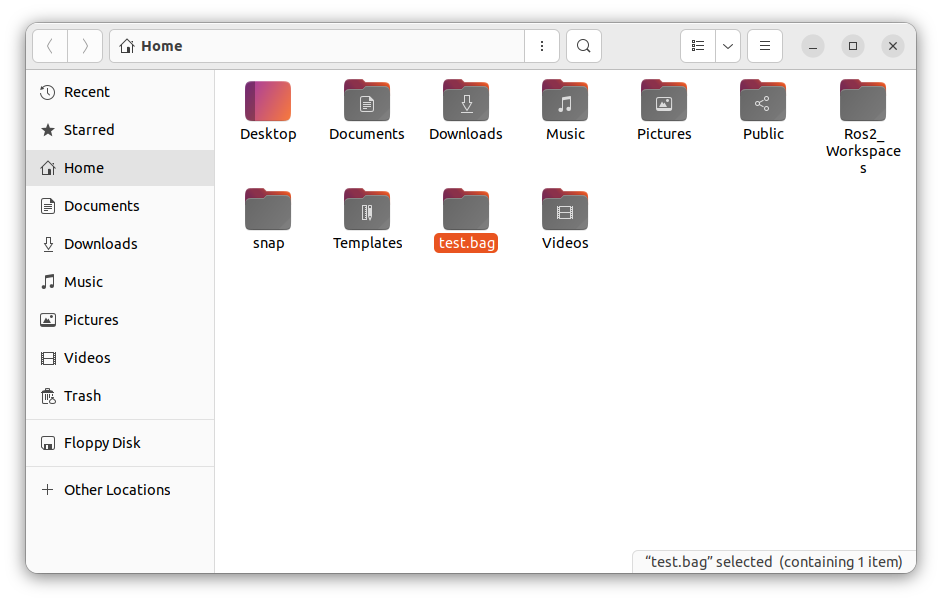 Home
Recent
Starred
Home
Documents
Downloads
Music
Pictures
Videos
Trash
Floppy Disk
Other Locations
Desktop
Documents
Downloads
Music
Pictures
Public
Ros2_
Workspace
s
snap
Templates
test.bag
Videos
“test.bag” selected (containing 1 item)